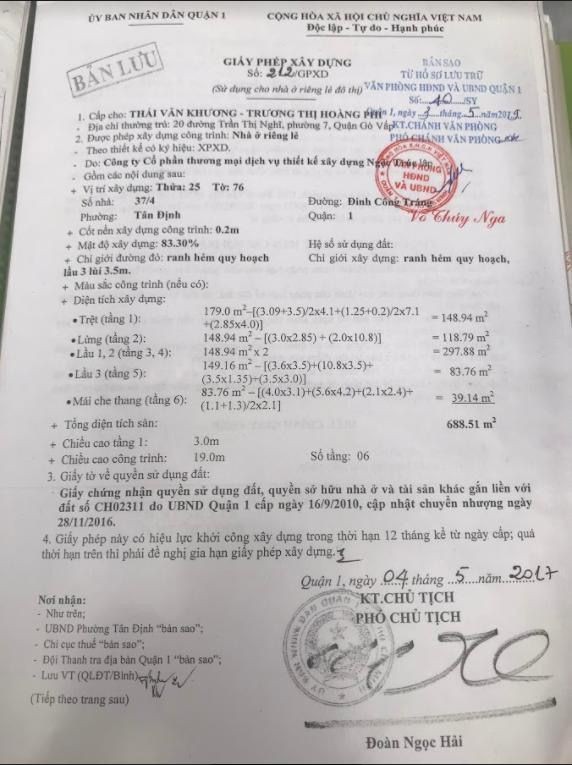 ỦY BAN NHÂN DÂN QUẬN 1
CỘNG HÒA XÃ HỘI CHỦ NGHĨA VIỆT NAM
Độc lập - Tự do - Hạnh phúc
BẢN LƯU
GIẤY PHÉP XÂY DỰNG
Số: 212/GPXD
(Sử dụng cho nhà ở riêng lẻ đô thị)
BẢN SAO
TỪ HỒ SƠ LƯU TRỮ
VĂN PHÒNG HĐND VÀ UBND QUẬN 1
Số: 40 /SY
Quận 1, ngày 3 tháng 5 năm 2019
KT.CHÁNH VĂN PHÒNG
PHÓ CHÁNH VĂN PHÒNG
1. Cấp cho: THÁI VĂN KHƯƠNG - TRƯƠNG THỊ HOÀNG PHI
- Địa chỉ thường trú: 20 đường Trần Thị Nghĩ, phường 7, Quận Gò Vấp
2. Được phép xây dựng công trình: Nhà ở riêng lẻ
- Theo thiết kế có ký hiệu: XPXD.
- Do: Công ty Cổ phần thương mại dịch vụ thiết kế xây dựng Ngọc Trúc lập
- Gồm các nội dung sau:
VĂN PHÒNG
HĐND
VÀ UBND
+ Vị trí xây dựng: Thửa: 25 Tờ: 76
Số nhà: 37/4 Đường: Đinh Công Tráng
Phường: Tân Định Quận: 1
Võ Thúy Nga
+ Cốt nền xây dựng công trình: 0.2m
+ Mật độ xây dựng: 83.30% Hệ số sử dụng đất:
+ Chỉ giới đường đỏ: ranh hẻm quy hoạch Chỉ giới xây dựng: ranh hẻm quy hoạch,
lầu 3 lùi 3.5m.
+ Màu sắc công trình (nếu có):
+ Diện tích xây dựng:
• Trệt (tầng 1): 179.0 m²–[(3.09+3.5)/2x4.1+(1.25+0.2)/2x7.1 = 148.94 m²
+(2.85x4.0)]
• Lửng (tầng 2): 148.94 m² – [(3.0x2.85) + (2.0x10.8)] = 118.79 m²
• Lầu 1, 2 (tầng 3, 4): 148.94 m² x 2 = 297.88 m²
• Lầu 3 (tầng 5): 149.16 m² – [(3.6x3.5)+(10.8x3.5)+ = 83.76 m²
(3.5x1.35)+(3.5x3.0)]
• Mái che thang (tầng 6): 83.76 m² – [(4.0x3.1)+(5.6x4.2)+(2.1x2.4)+ = 39.14 m²
(1.1+1.3)/2x2.1]
+ Tổng diện tích sàn: 688.51 m²
+ Chiều cao tầng 1: 3.0m
+ Chiều cao công trình: 19.0m Số tầng: 06
3. Giấy tờ về quyền sử dụng đất:
Giấy chứng nhận quyền sử dụng đất, quyền sở hữu nhà ở và tài sản khác gắn liền với
đất số CH02311 do UBND Quận 1 cấp ngày 16/9/2010, cập nhật chuyển nhượng ngày
28/11/2016.
4. Giấy phép này có hiệu lực khởi công xây dựng trong thời hạn 12 tháng kể từ ngày cấp; quá
thời hạn trên thì phải đề nghị gia hạn giấy phép xây dựng.
Quận 1, ngày 04 tháng 5 năm 2017
KT.CHỦ TỊCH
PHÓ CHỦ TỊCH
Nơi nhận:
- Như trên;
- UBND Phường Tân Định "bản sao";
- Chi cục thuế "bản sao";
- Đội Thanh tra địa bàn Quận 1 "bản sao";
- Lưu VT (QLĐT/Bình)
(Tiếp theo trang sau)
Đoàn Ngọc Hải